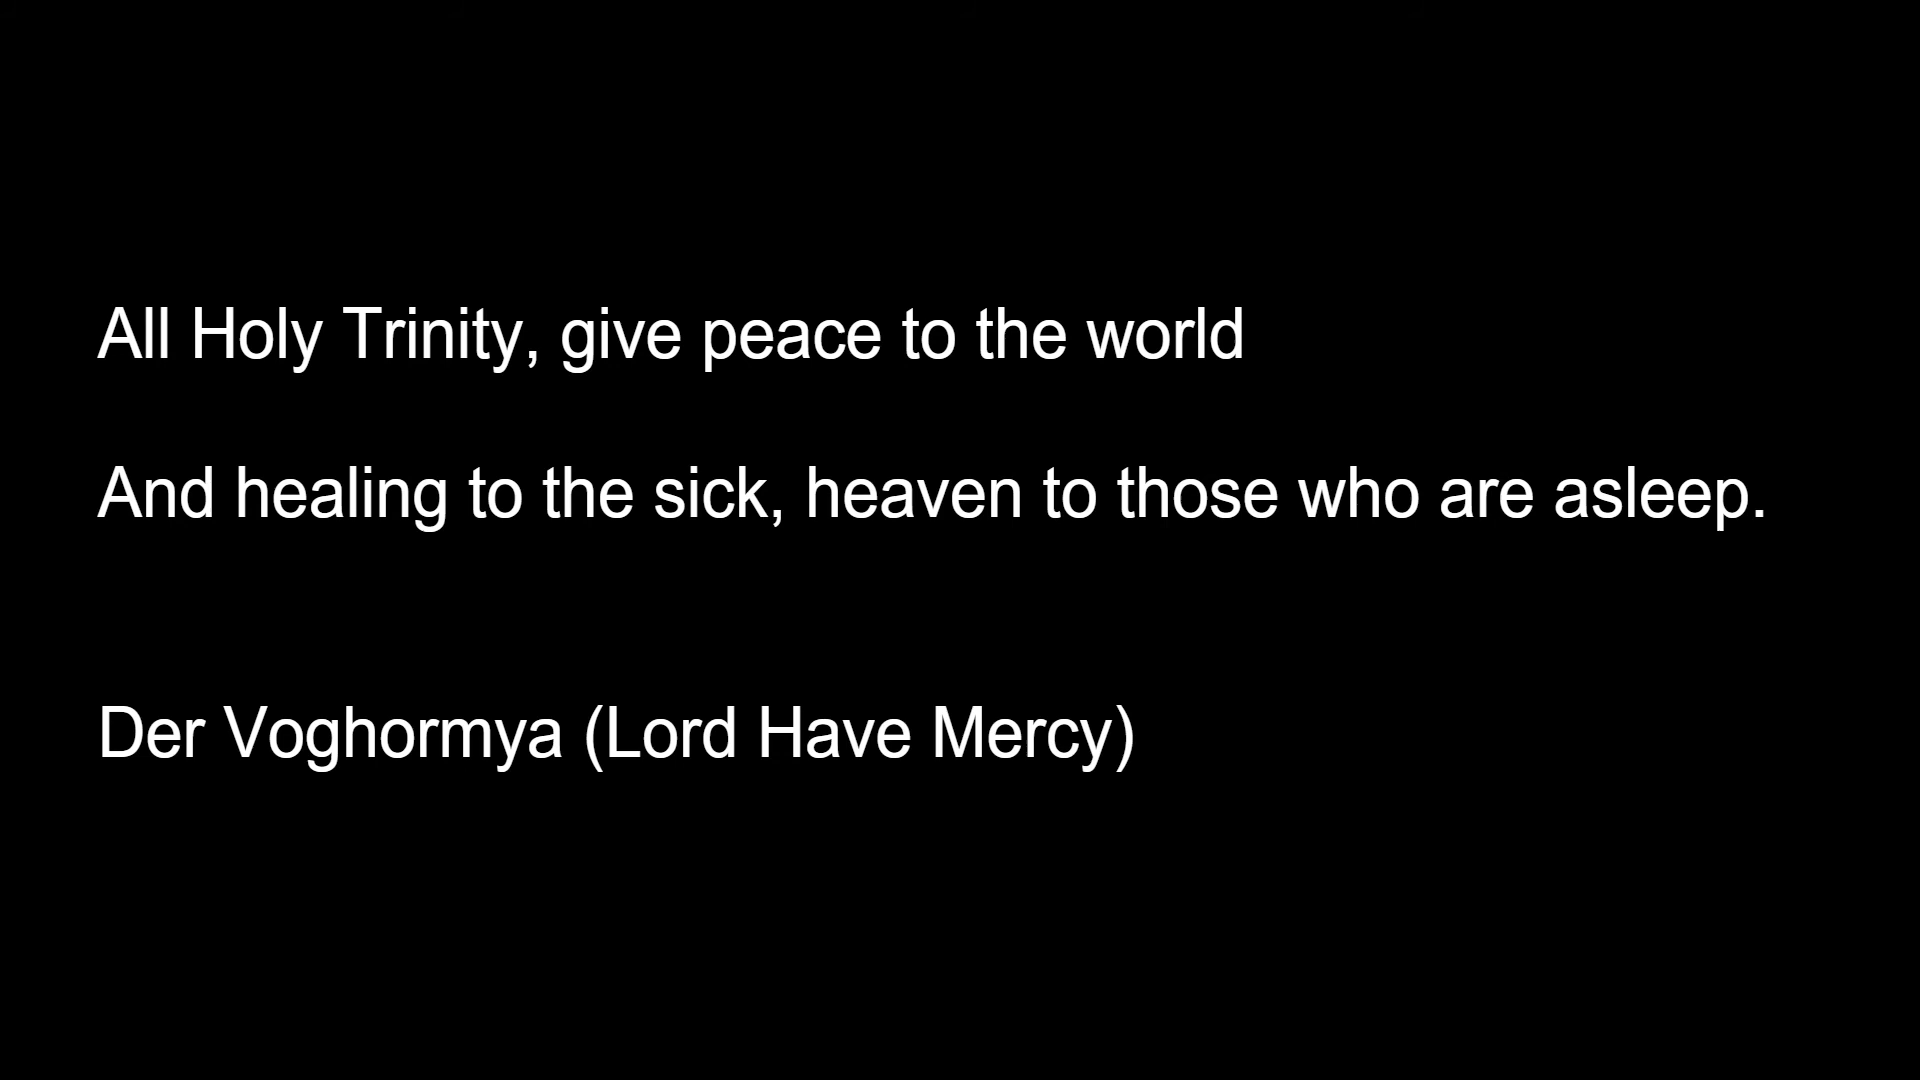 All Holy Trinity, give peace to the world
And healing to the sick, heaven to those who are asleep.
Der Voghormya (Lord Have Mercy)